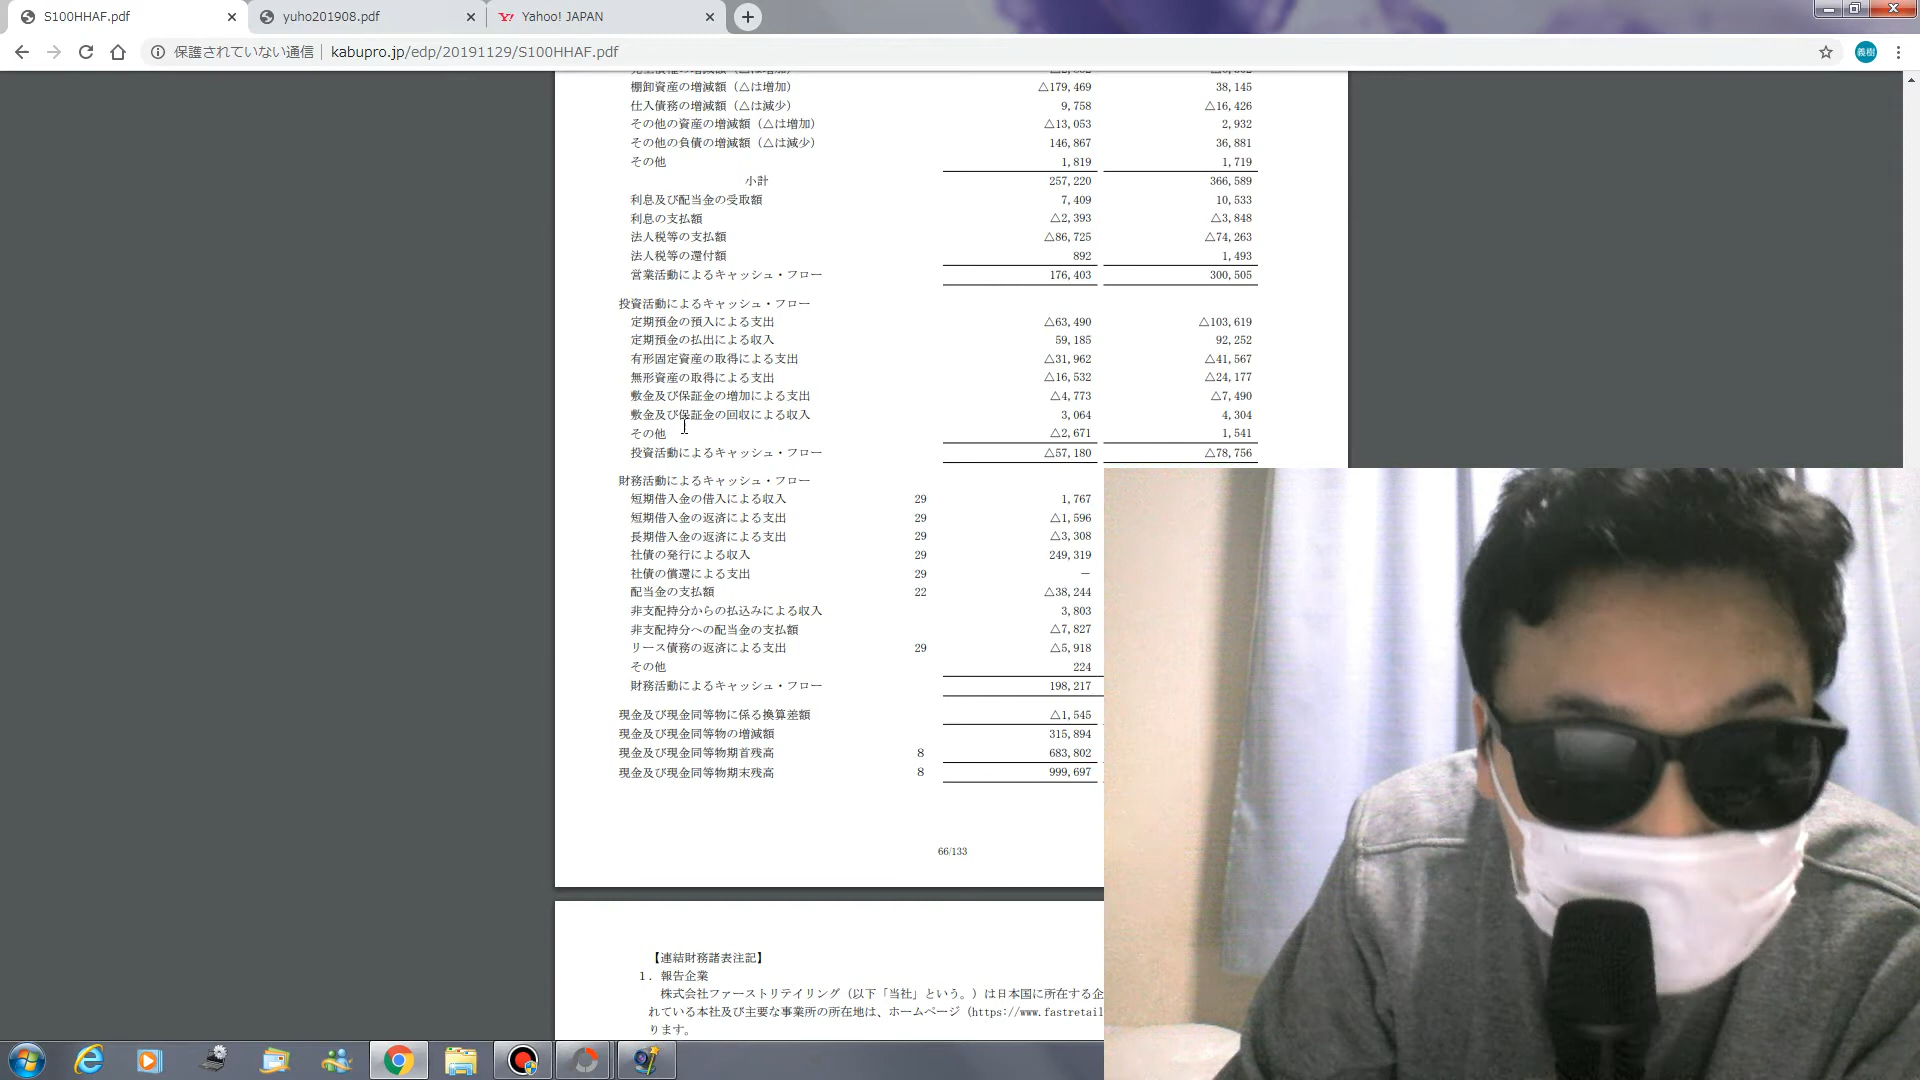 S100HHAF.pdf
yuho201908.pdf
Yahoo! JAPAN
保護されていない通信 | kabupro.jp/edp/20191129/S100HHAF.pdf
義樹
棚卸資産の増減額（△は増加） △179,469 38,145
仕入債務の増減額（△は減少） 9,758 △16,426
その他の資産の増減額（△は増加） △13,053 2,932
その他の負債の増減額（△は減少） 146,867 36,881
その他 1,819 1,719
小計 257,220 366,589
利息及び配当金の受取額 7,409 10,533
利息の支払額 △2,393 △3,848
法人税等の支払額 △86,725 △74,263
法人税等の還付額 892 1,493
営業活動によるキャッシュ・フロー 176,403 300,505
投資活動によるキャッシュ・フロー
定期預金の預入による支出 △63,490 △103,619
定期預金の払出による収入 59,185 92,252
有形固定資産の取得による支出 △31,962 △41,567
無形資産の取得による支出 △16,532 △24,177
敷金及び保証金の増加による支出 △4,773 △7,490
敷金及び保証金の回収による収入 3,064 4,304
その他 △2,671 1,541
投資活動によるキャッシュ・フロー △57,180 △78,756
財務活動によるキャッシュ・フロー
短期借入金の借入による収入 29 1,767
短期借入金の返済による支出 29 △1,596
長期借入金の返済による支出 29 △3,308
社債の発行による収入 29 249,319
社債の償還による支出 29 －
配当金の支払額 22 △38,244
非支配持分からの払込みによる収入 3,803
非支配持分への配当金の支払額 △7,827
リース債務の返済による支出 29 △5,918
その他 224
財務活動によるキャッシュ・フロー 198,217
現金及び現金同等物に係る換算差額 △1,545
現金及び現金同等物の増減額 315,894
現金及び現金同等物期首残高 8 683,802
現金及び現金同等物期末残高 8 999,697
66/133
【連結財務諸表注記】
１．報告企業
株式会社ファーストリテイリング（以下「当社」という。）は日本国に所在する企
れている本社及び主要な事業所の所在地は、ホームページ（https://www.fastretail
ります。